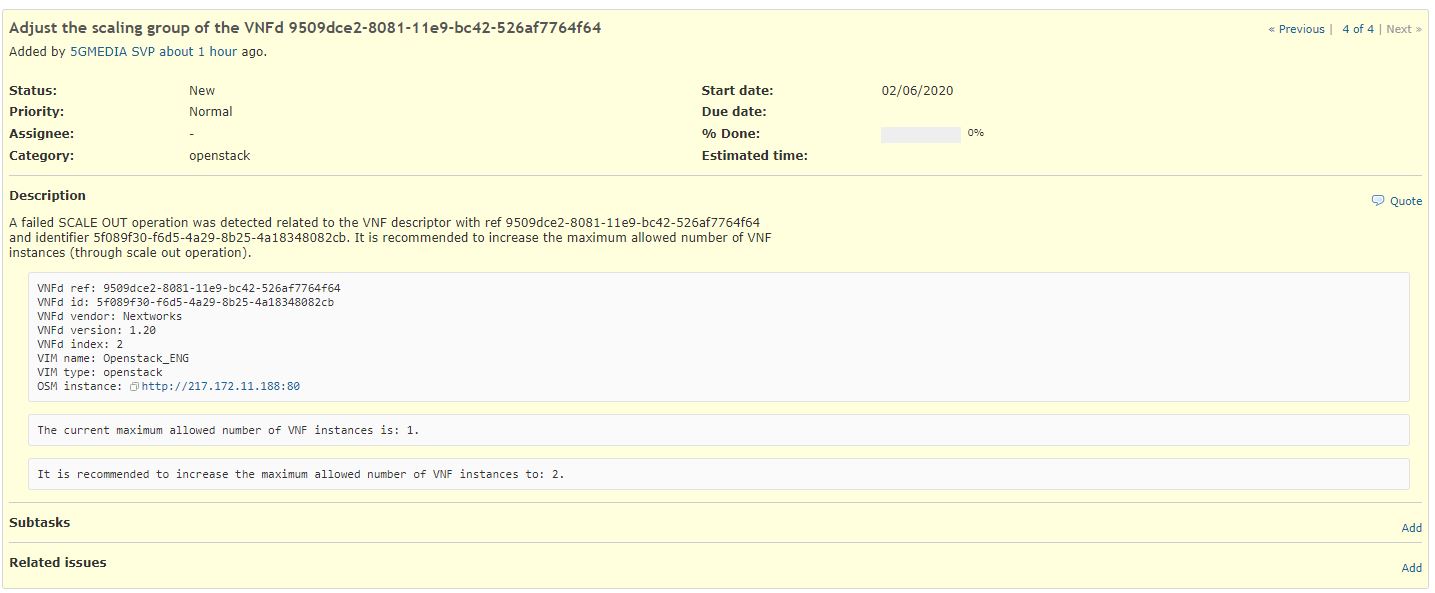 Adjust the scaling group of the VNFd 9509dce2-8081-11e9-bc42-526af7764f64
« Previous | 4 of 4 | Next »
Added by 5GMEDIA SVP about 1 hour ago.
Status: New Start date: 02/06/2020
Priority: Normal Due date:
Assignee: - % Done: 0%
Category: openstack Estimated time:
Description
Quote
A failed SCALE OUT operation was detected related to the VNF descriptor with ref 9509dce2-8081-11e9-bc42-526af7764f64
and identifier 5f089f30-f6d5-4a29-8b25-4a18348082cb. It is recommended to increase the maximum allowed number of VNF
instances (through scale out operation).
VNFd ref: 9509dce2-8081-11e9-bc42-526af7764f64
VNFd id: 5f089f30-f6d5-4a29-8b25-4a18348082cb
VNFd vendor: Nextworks
VNFd version: 1.20
VNFd index: 2
VIM name: Openstack_ENG
VIM type: openstack
OSM instance: http://217.172.11.188:80
The current maximum allowed number of VNF instances is: 1.
It is recommended to increase the maximum allowed number of VNF instances to: 2.
Subtasks
Add
Related issues
Add